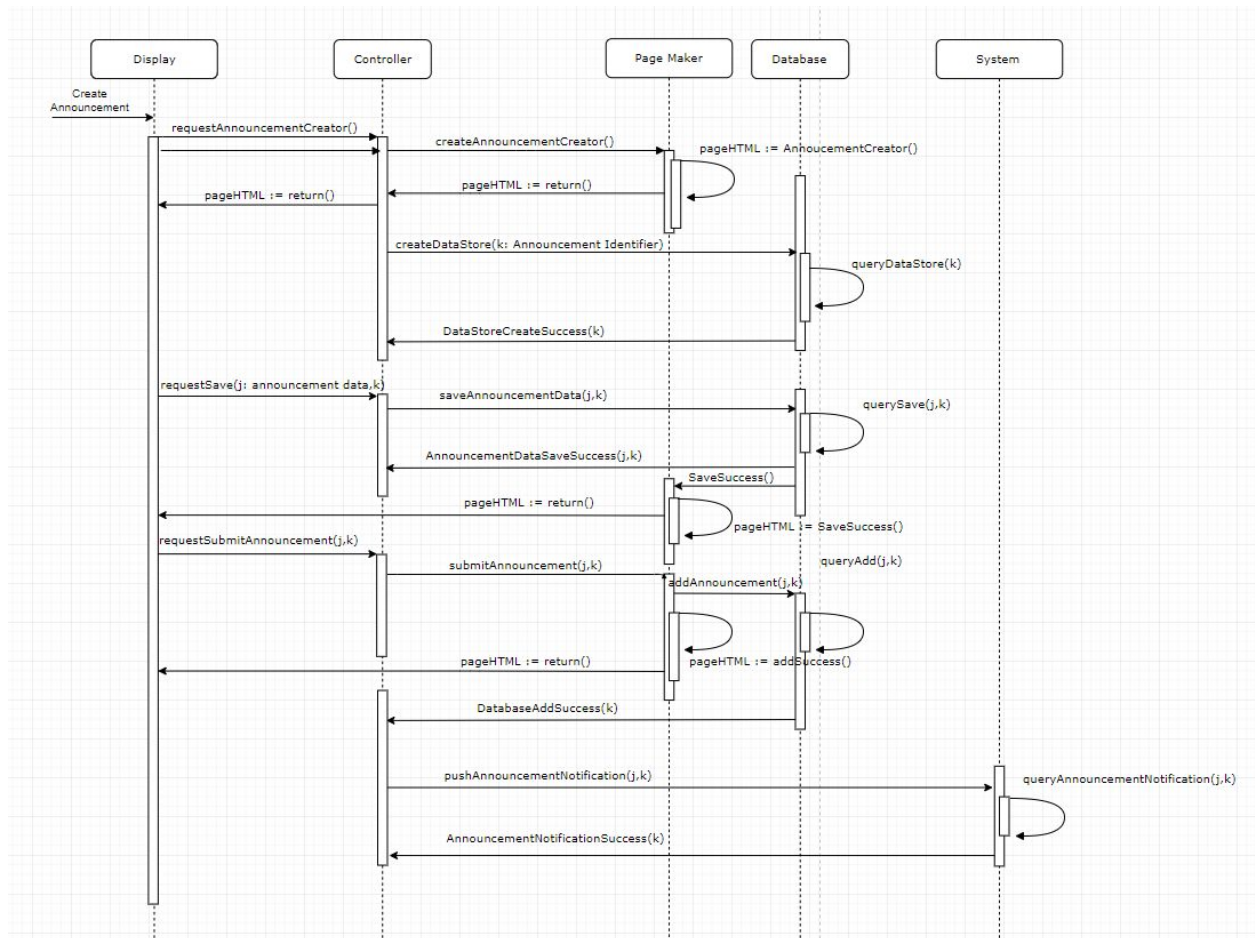 Display
Controller
Page Maker
Database
System
Create
Announcement
requestAnnouncementCreator()
createAnnouncementCreator()
pageHTML := AnnoucementCreator()
pageHTML := return()
pageHTML := return()
createDataStore(k: Announcement Identifier)
queryDataStore(k)
DataStoreCreateSuccess(k)
requestSave(j: announcement data,k)
saveAnnouncementData(j,k)
querySave(j,k)
AnnouncementDataSaveSuccess(j,k)
SaveSuccess()
pageHTML := return()
pageHTML := SaveSuccess()
requestSubmitAnnouncement(j,k)
submitAnnouncement(j,k)
queryAdd(j,k)
addAnnouncement(j,k)
pageHTML := return()
pageHTML := addSuccess()
DatabaseAddSuccess(k)
pushAnnouncementNotification(j,k)
queryAnnouncementNotification(j,k)
AnnouncementNotificationSuccess(k)